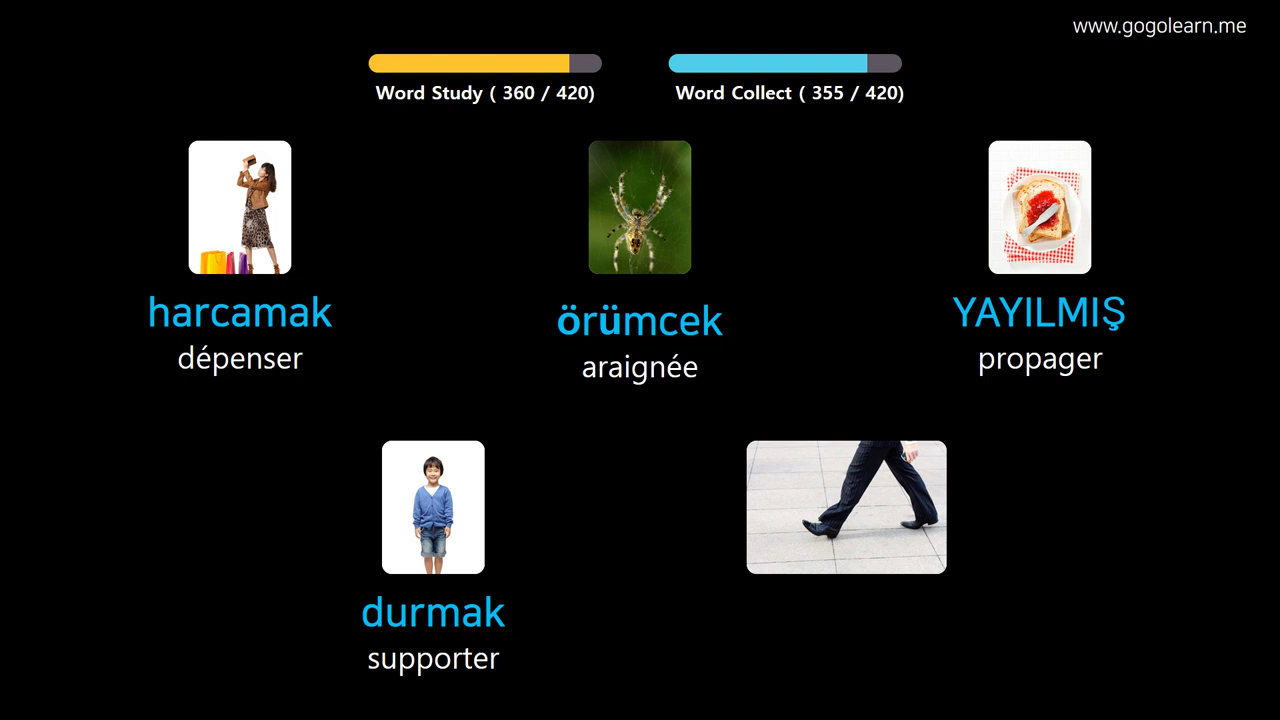 www.gogolearn.me
Word Study ( 360 / 420)
Word Collect ( 355 / 420)
harcamak
dépenser
örümcek
araignée
YAYILMIŞ
propager
durmak
supporter